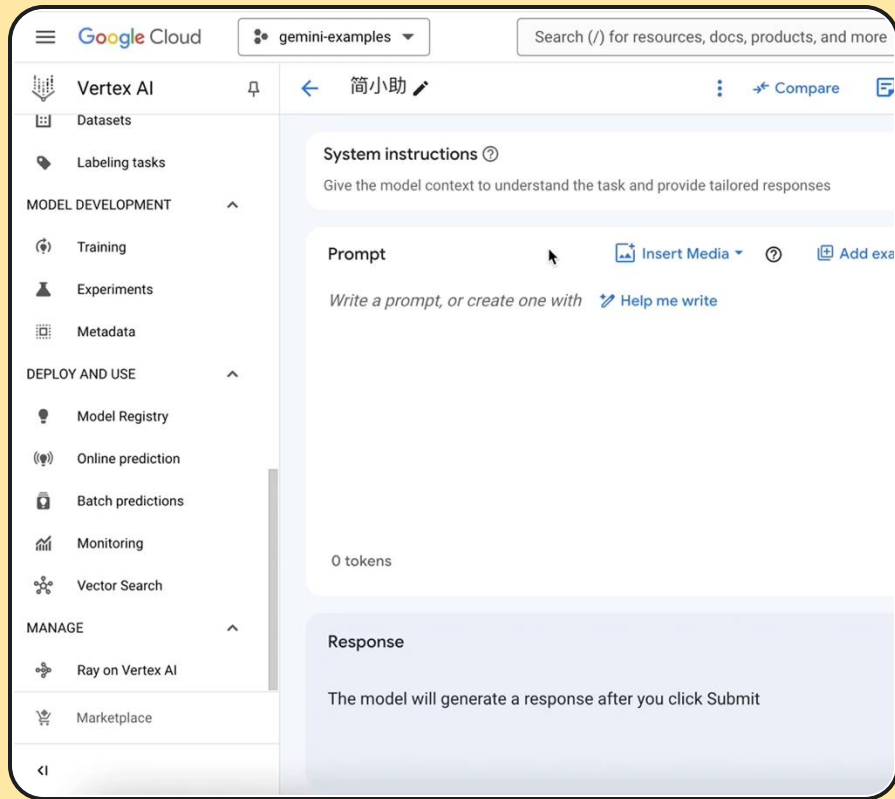 Google Cloud
gemini-examples
Search (/) for resources, docs, products, and more
Vertex AI
简小助
Compare
Datasets
Labeling tasks
MODEL DEVELOPMENT
Training
Experiments
Metadata
DEPLOY AND USE
Model Registry
Online prediction
Batch predictions
Monitoring
Vector Search
MANAGE
Ray on Vertex AI
Marketplace
System instructions
Give the model context to understand the task and provide tailored responses
Prompt
Insert Media
Add exa
Write a prompt, or create one with Help me write
0 tokens
Response
The model will generate a response after you click Submit